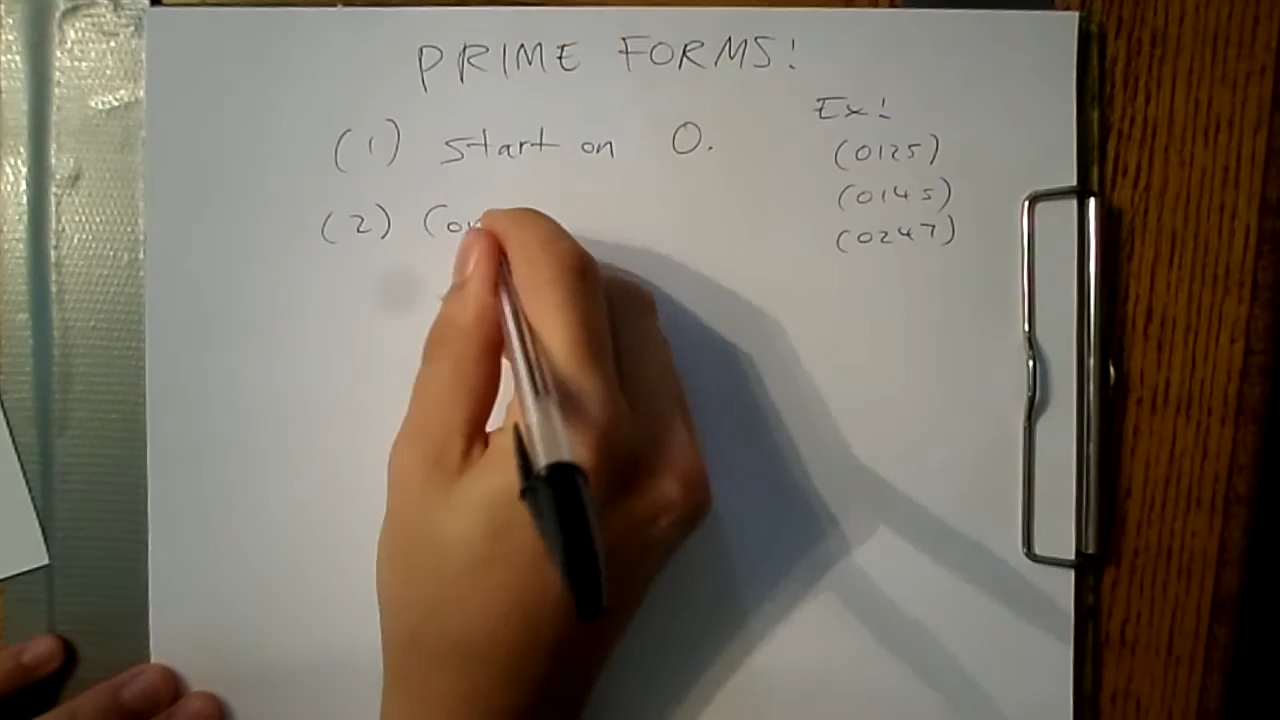 PRIME FORMS!
(1) start on 0.
(2)
Ex!
(0125)
(0145)
(0247)